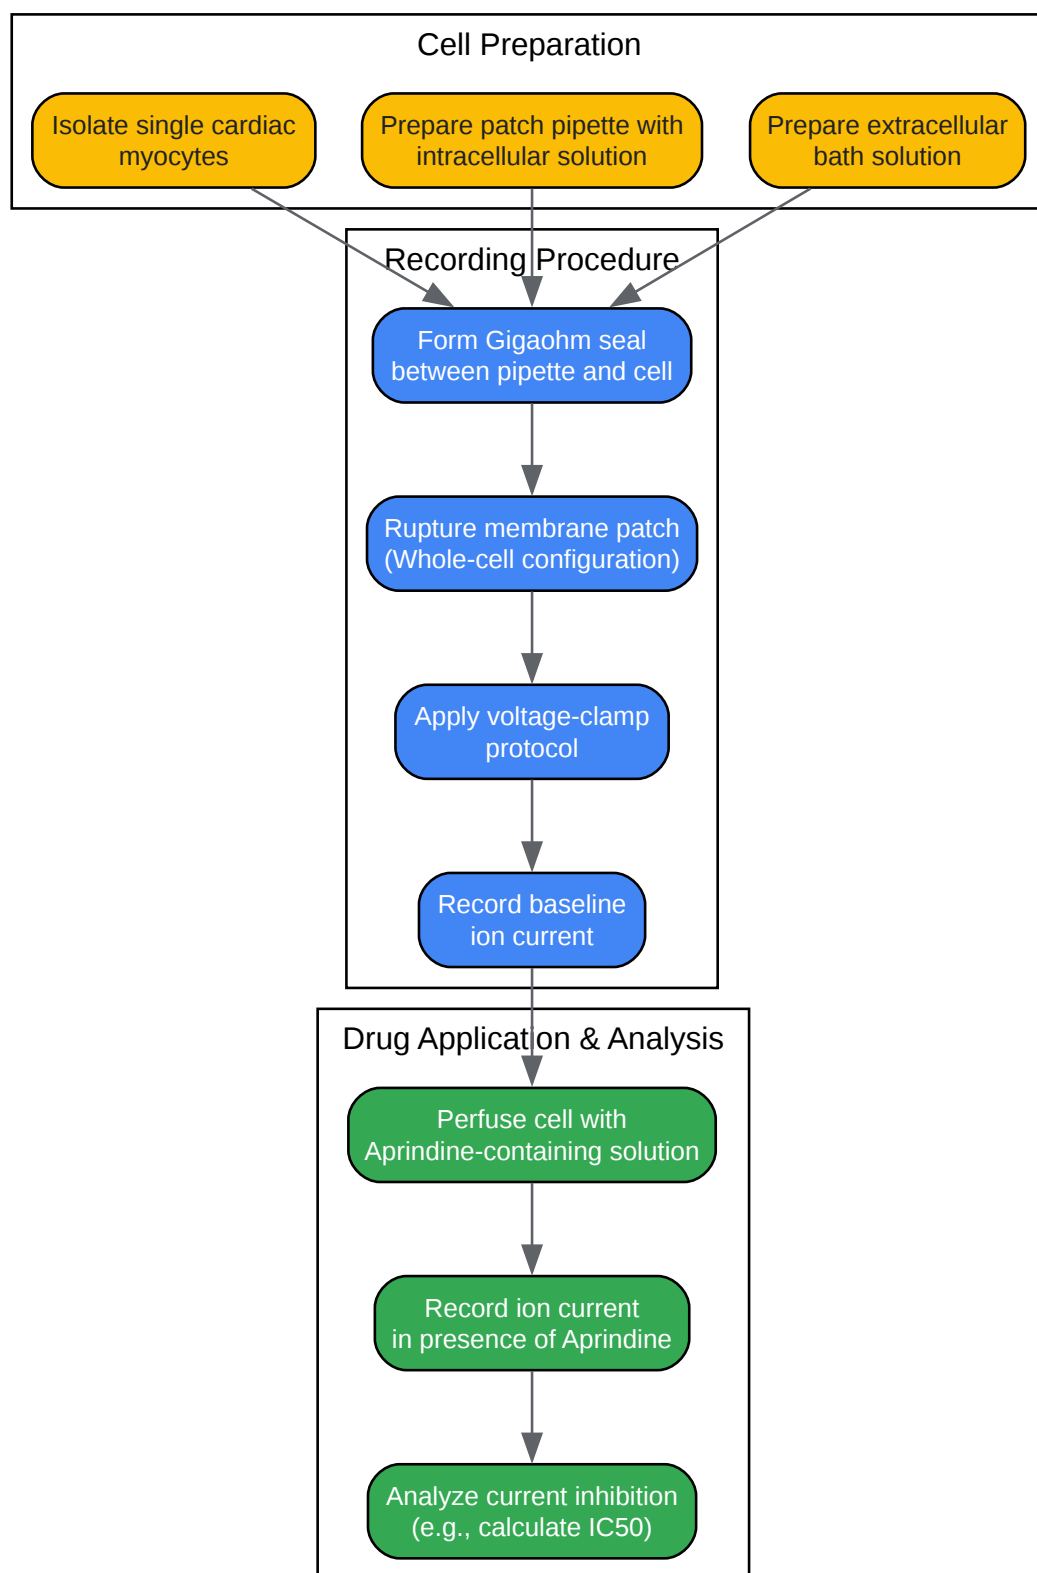 Cell Preparation
Isolate single cardiac
myocytes
Prepare patch pipette with
intracellular solution
Prepare extracellular
bath solution
Recording Procedure
Form Gigaohm seal
between pipette and cell
Rupture membrane patch
(Whole-cell configuration)
Apply voltage-clamp
protocol
Record baseline
ion current
Drug Application & Analysis
Perfuse cell with
Aprindine-containing solution
Record ion current
in presence of Aprindine
Analyze current inhibition
(e.g., calculate IC50)